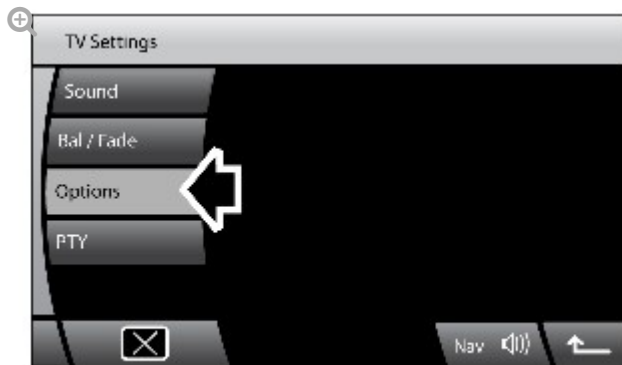 TV Settings
Sound
Bal / Fade
Options
PTY
Nav